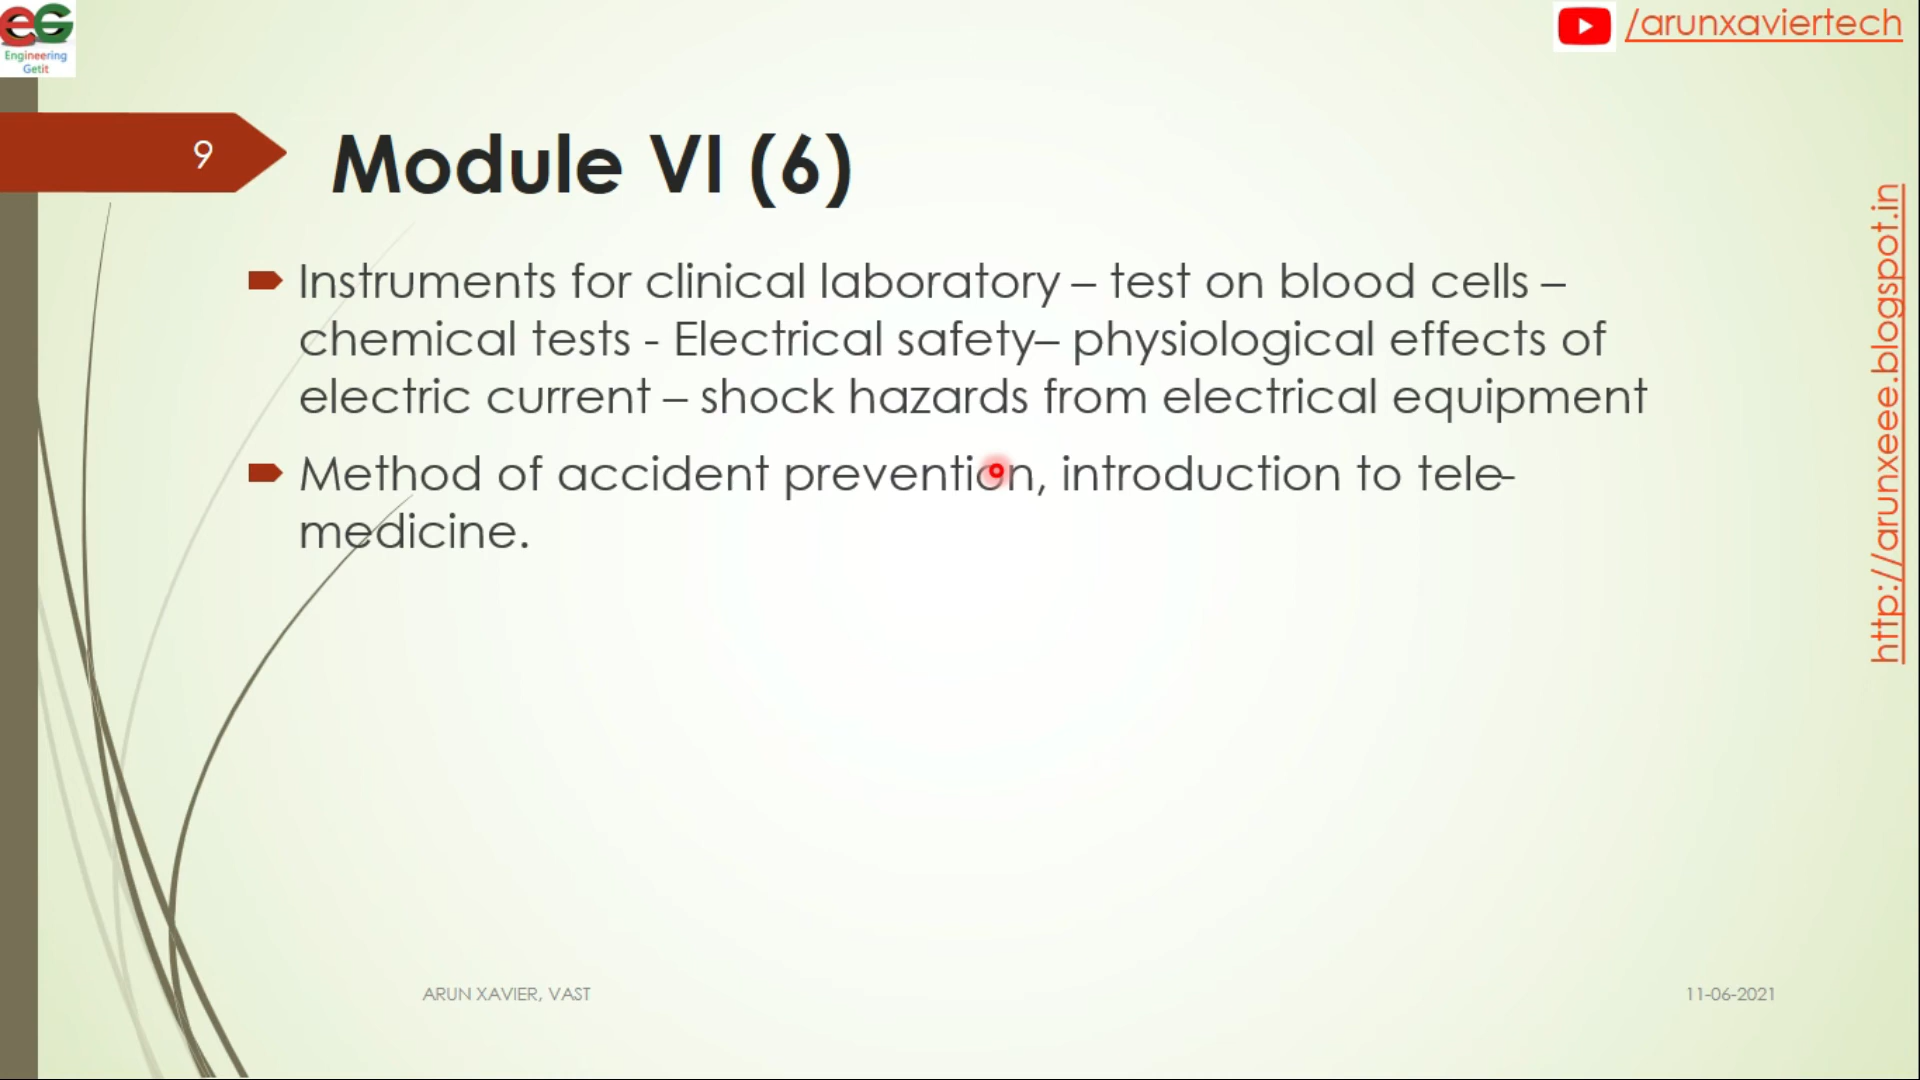 eG
Engineering
Getit
/arunxaviertech
9
Module VI (6)
Instruments for clinical laboratory – test on blood cells –
chemical tests - Electrical safety– physiological effects of
electric current – shock hazards from electrical equipment
Method of accident prevention, introduction to tele-
medicine.
http://arunxeee.blogspot.in
ARUN XAVIER, VAST
11-06-2021